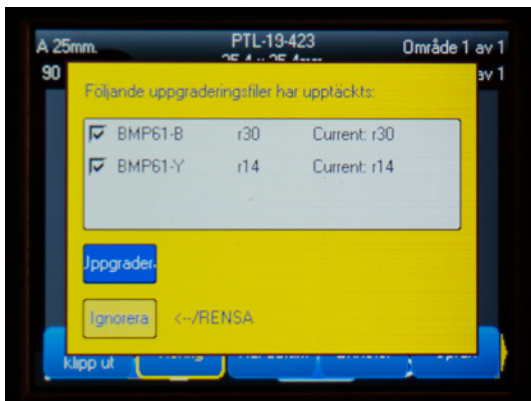 A 25mm.
PTL-19-423
Område 1 av 1
90
av 1
Följande uppgraderingsfiler har upptäckts:
BMP61-B r30 Current: r30
BMP61-Y r14 Current: r14
Uppgrader
Ignorera <--/RENSA
klipp ut